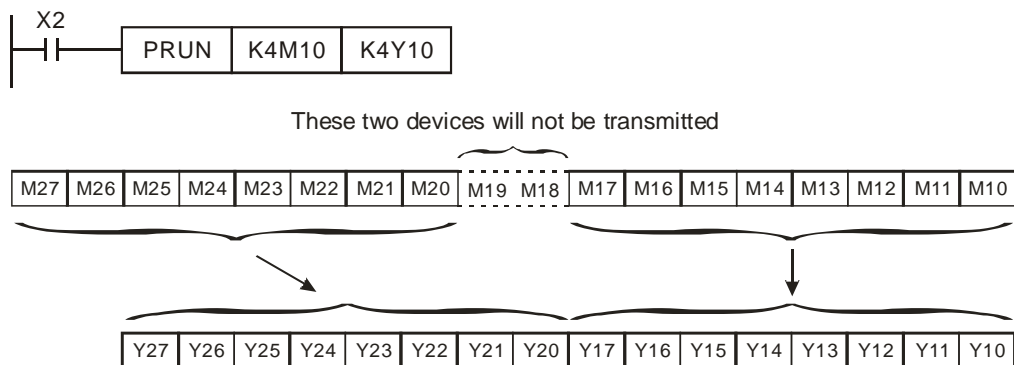 X2
PRUN K4M10 K4Y10
These two devices will not be transmitted
M27 M26 M25 M24 M23 M22 M21 M20 M19 M18 M17 M16 M15 M14 M13 M12 M11 M10
Y27 Y26 Y25 Y24 Y23 Y22 Y21 Y20 Y17 Y16 Y15 Y14 Y13 Y12 Y11 Y10